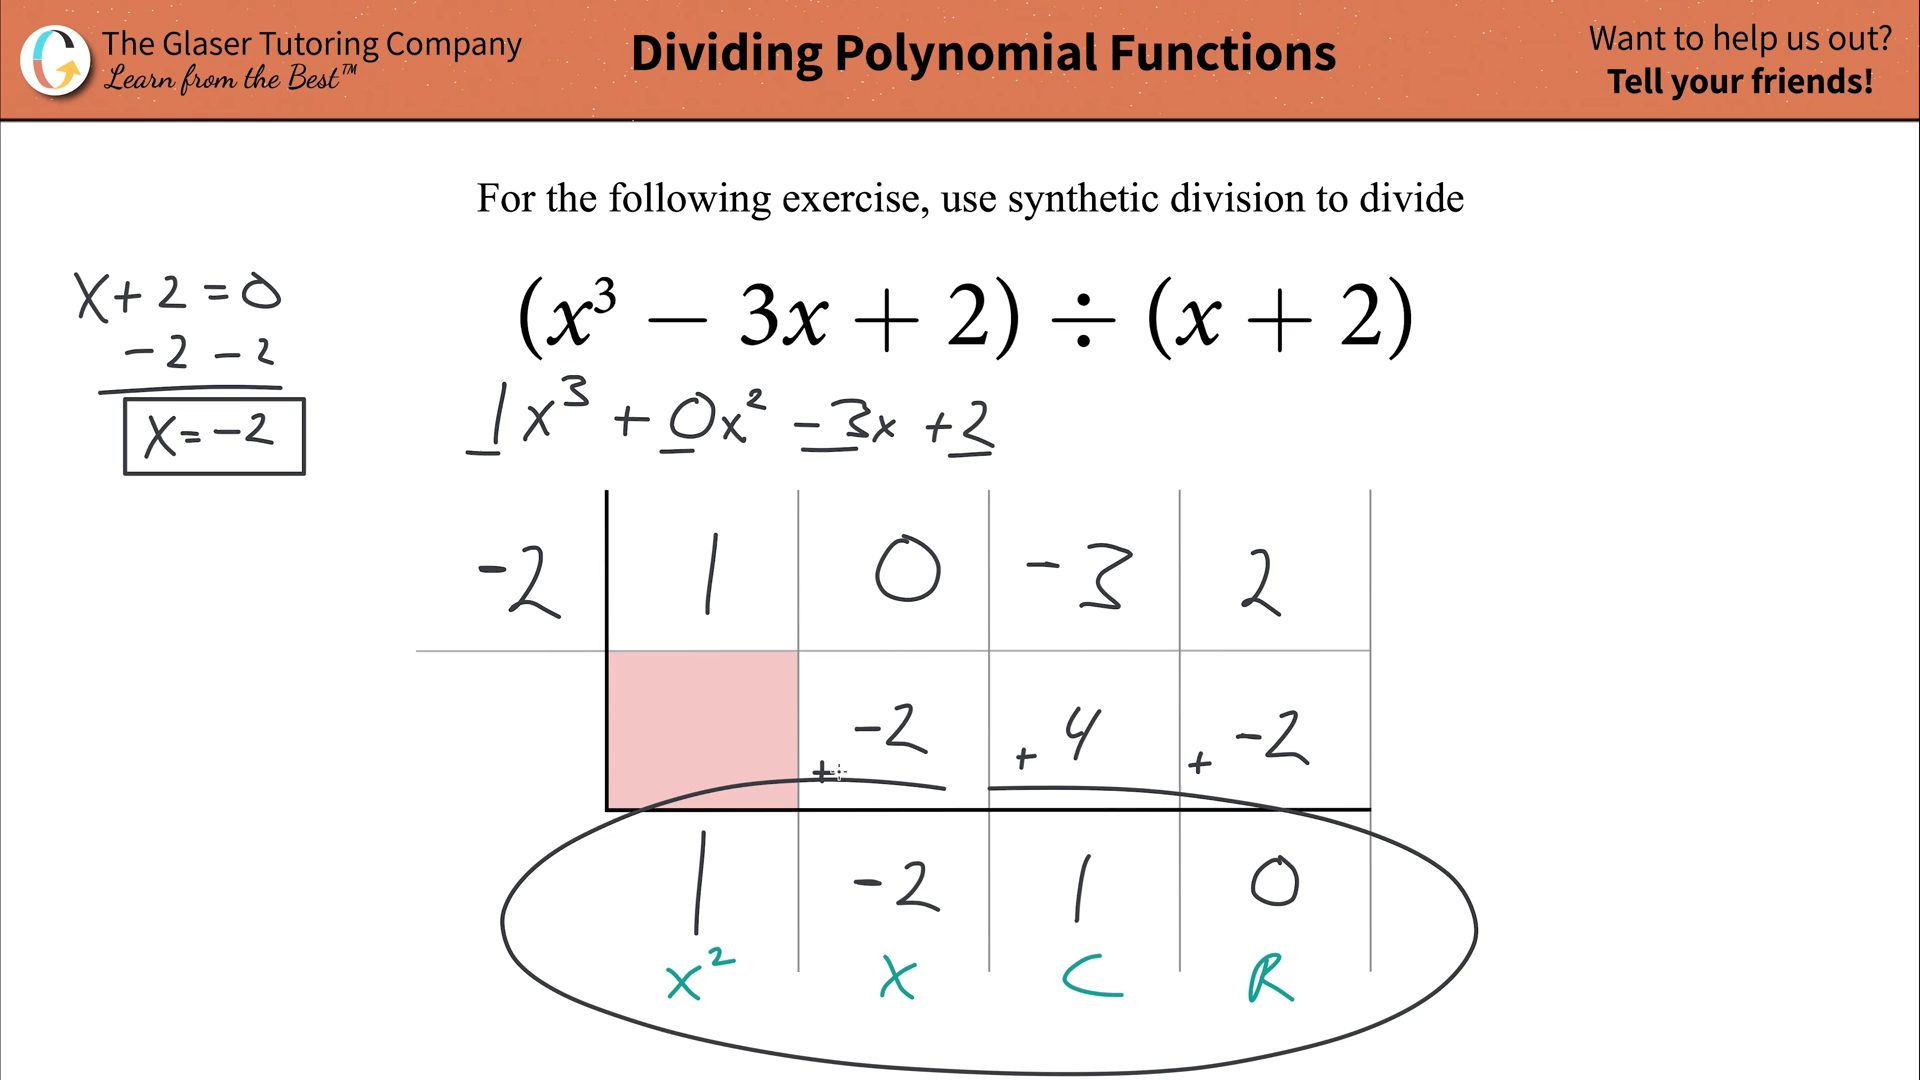 The Glaser Tutoring Company
Learn from the Best™
Dividing Polynomial Functions
Want to help us out?
Tell your friends!
For the following exercise, use synthetic division to divide
(x³ − 3x + 2) ÷ (x + 2)
x + 2 = 0
- 2 - 2
x = -2
1x³ + 0x² - 3x + 2
-2 1 0 -3 2
+ -2 + 4 + -2
1 -2 1 0
x² x C R